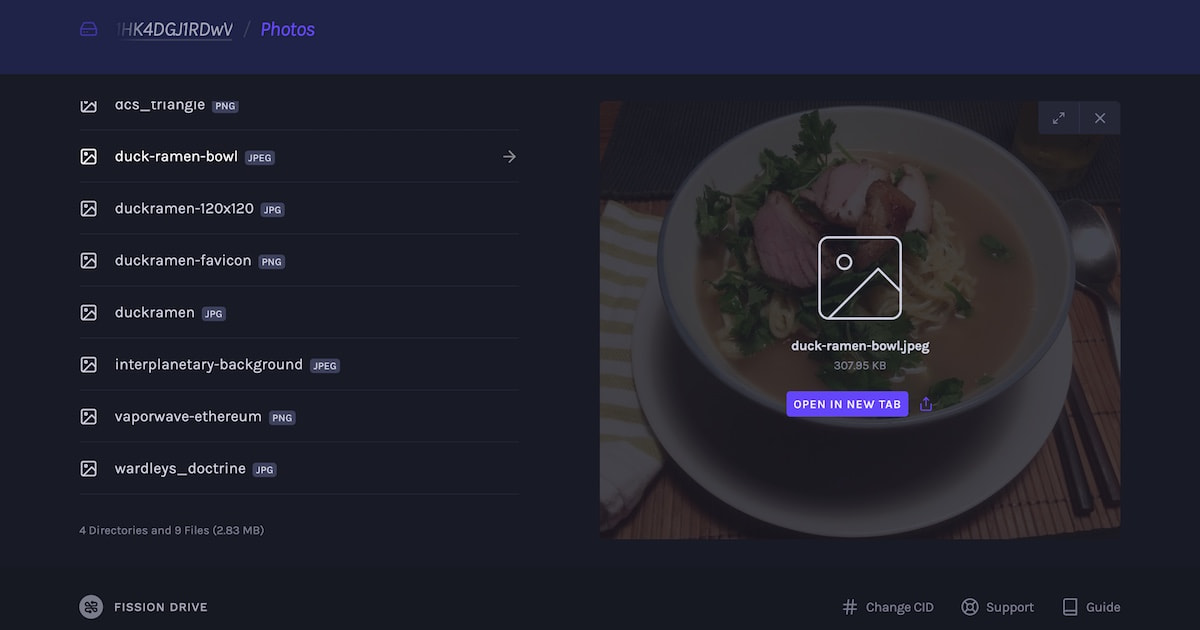 1HK4DGJ1RDwV / Photos
acs_triangle PNG
duck-ramen-bowl JPEG
duckramen-120x120 JPG
duckramen-favicon PNG
duckramen JPG
interplanetary-background JPEG
vaporwave-ethereum PNG
wardleys_doctrine JPG
4 Directories and 9 Files (2.83 MB)
duck-ramen-bowl.jpeg
307.95 KB
OPEN IN NEW TAB
FISSION DRIVE
Change CID
Support
Guide